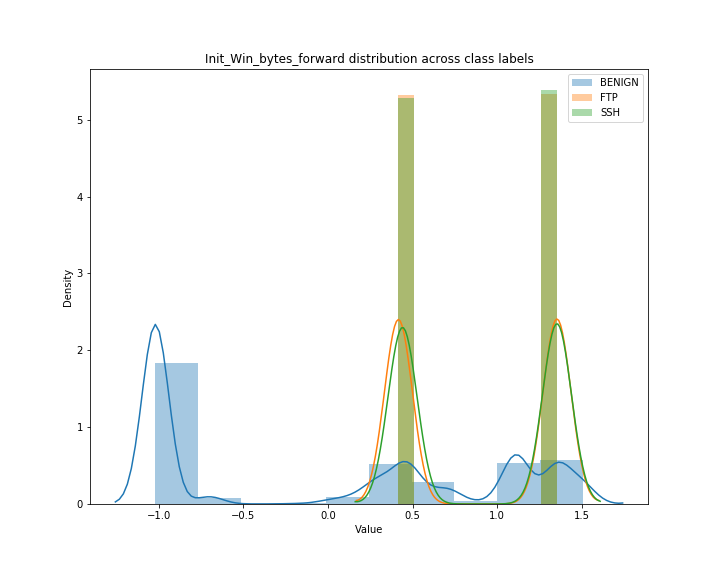 Init_Win_bytes_forward distribution across class labels
BENIGN
FTP
SSH
5
4
3
2
1
0
Density
−1.0
−0.5
0.0
0.5
1.0
1.5
Value